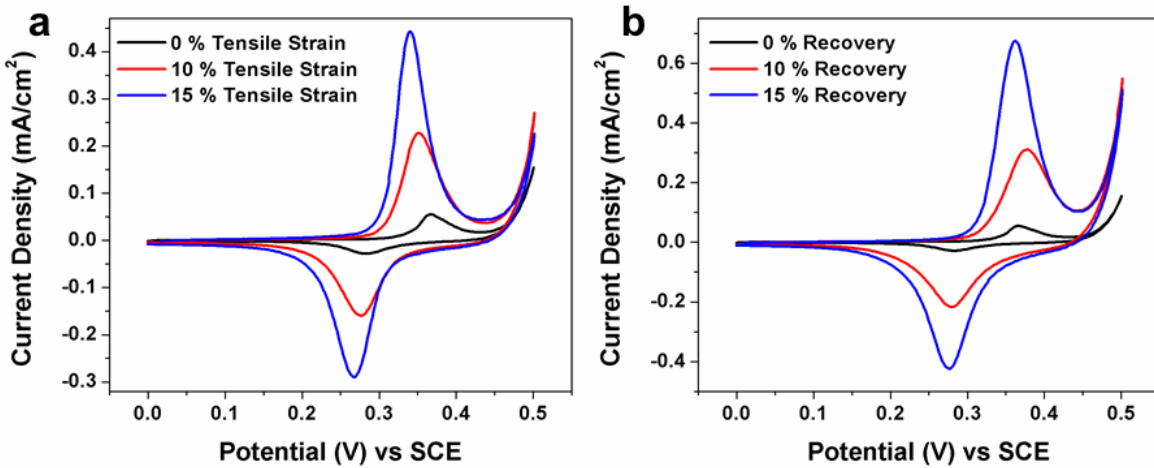 a
0 % Tensile Strain
10 % Tensile Strain
15 % Tensile Strain
Current Density (mA/cm²)
0.4
0.3
0.2
0.1
0.0
-0.1
-0.2
-0.3
0.0 0.1 0.2 0.3 0.4 0.5
Potential (V) vs SCE
b
0 % Recovery
10 % Recovery
15 % Recovery
Current Density (mA/cm²)
0.6
0.4
0.2
0.0
-0.2
-0.4
0.0 0.1 0.2 0.3 0.4 0.5
Potential (V) vs SCE